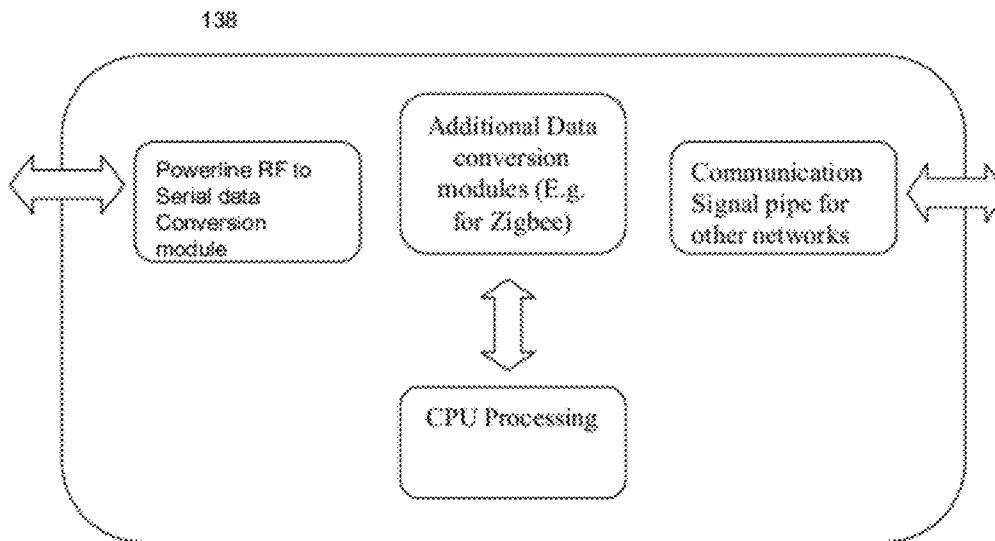 138
Powerline RF to
Serial data
Conversion
module
Additional Data
conversion
modules (E.g.
for Zigbee)
Communication
Signal pipe for
other networks
CPU Processing